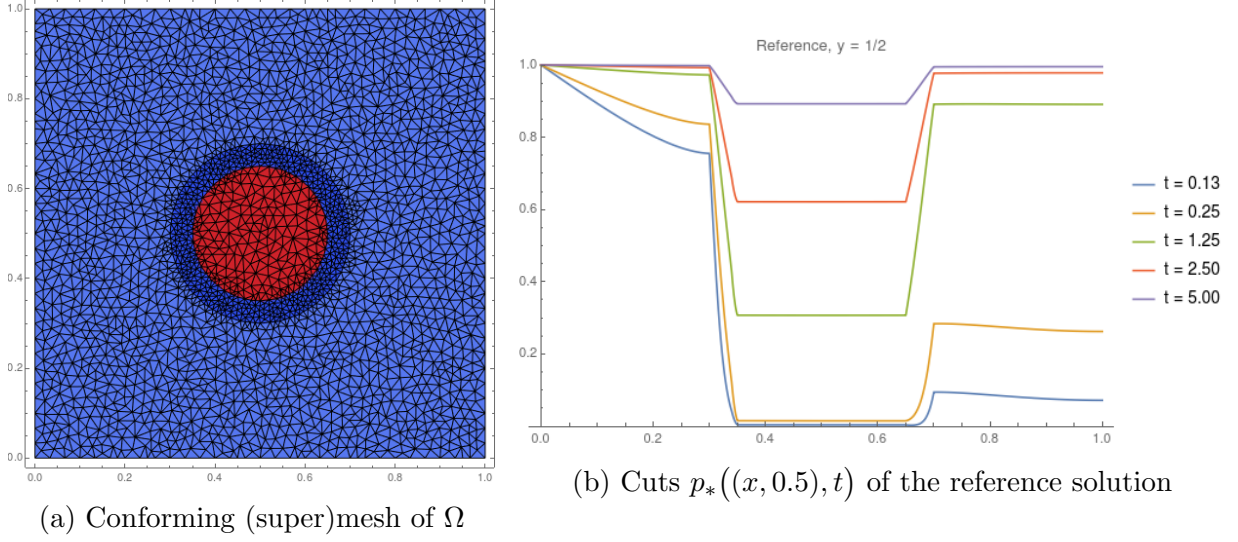 1.0
0.8
0.6
0.4
0.2
0.0
0.0 0.2 0.4 0.6 0.8 1.0
(a) Conforming (super)mesh of Ω
Reference, y = 1/2
1.0
0.8
0.6
0.4
0.2
0.0 0.2 0.4 0.6 0.8 1.0
t = 0.13
t = 0.25
t = 1.25
t = 2.50
t = 5.00
(b) Cuts p∗((x, 0.5), t) of the reference solution